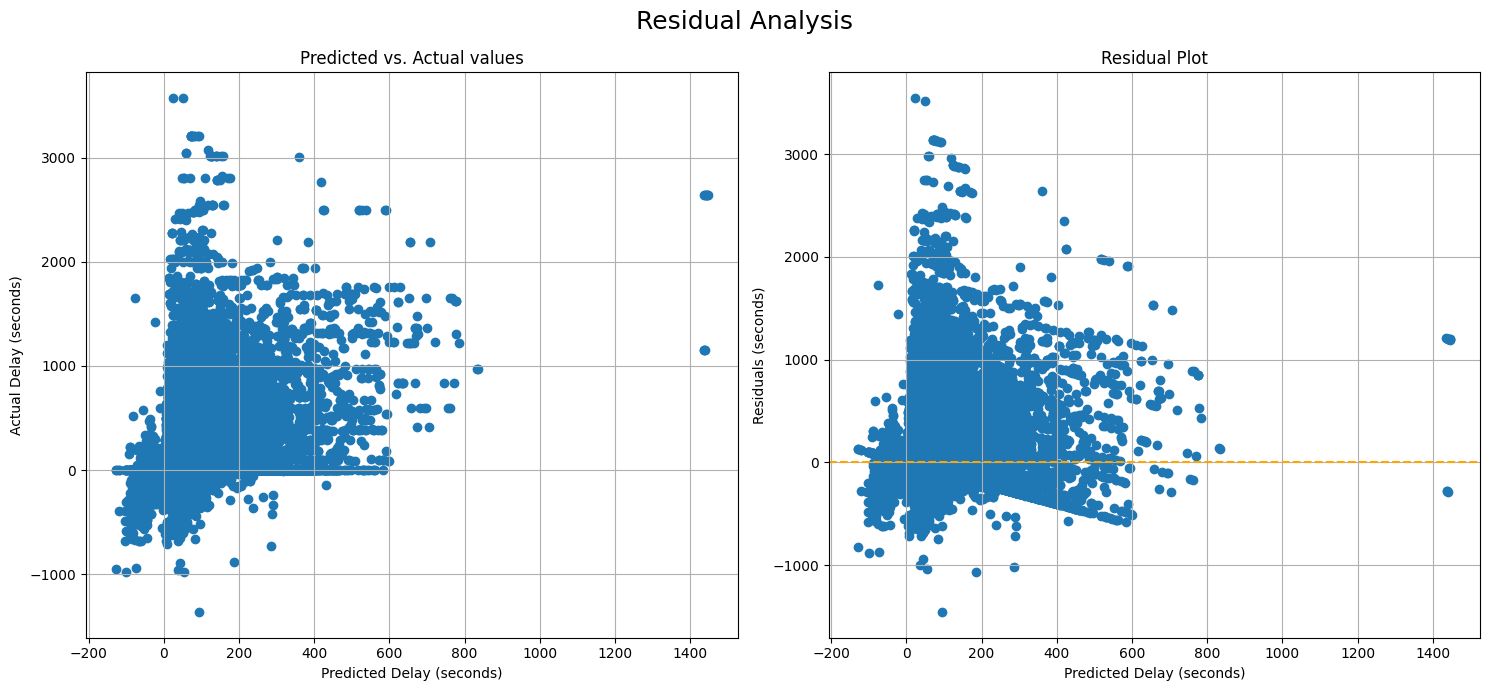 Residual Analysis
Predicted vs. Actual values
Actual Delay (seconds)
3000
2000
1000
0
−1000
−200 0 200 400 600 800 1000 1200 1400
Predicted Delay (seconds)
Residual Plot
Residuals (seconds)
3000
2000
1000
0
−1000
−200 0 200 400 600 800 1000 1200 1400
Predicted Delay (seconds)